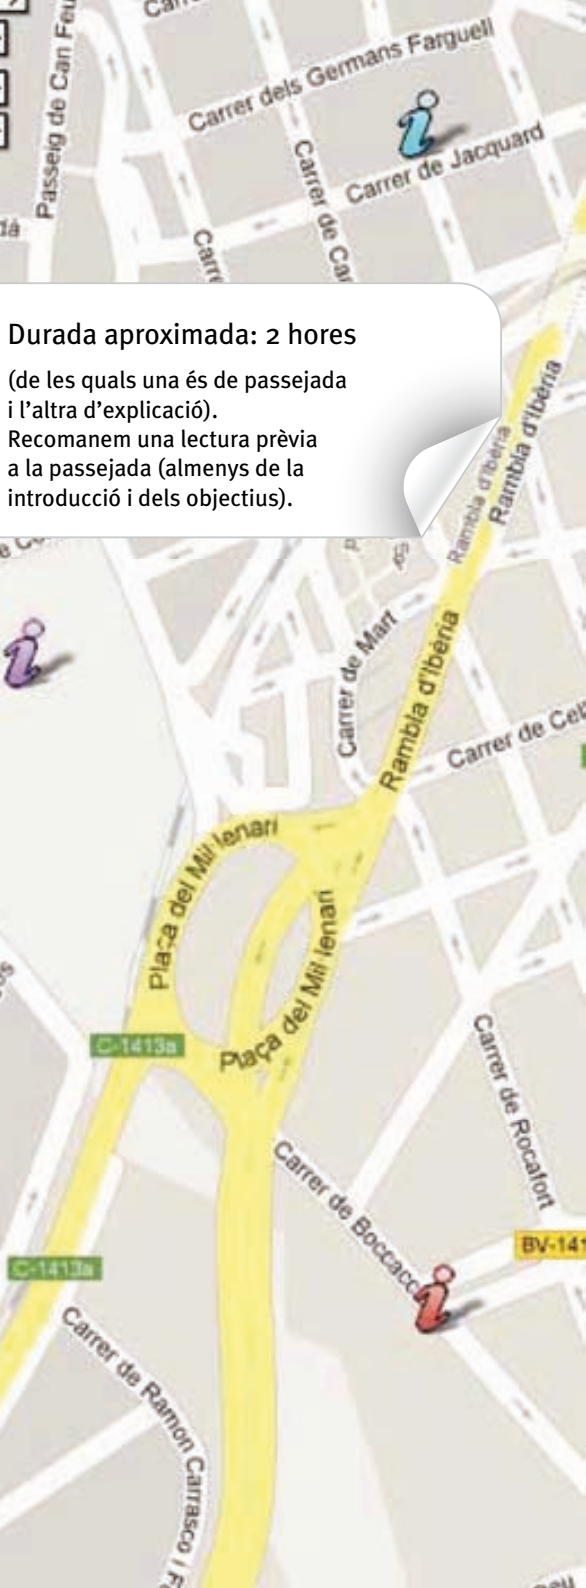 Passeig de Can Feu
Carrer dels Germans Farguell
Carrer de Jacquard
Durada aproximada: 2 hores
(de les quals una és de passejada
i l’altra d’explicació).
Recomanem una lectura prèvia
a la passejada (almenys de la
introducció i dels objectius).
Rambla d'Ibèria
Rambla d'Ibèria
Carrer de Mart
Rambla d'Ibèria
Carrer de
Plaça del Mil·lenari
Plaça del Mil·lenari
C-1413a
Carrer de Rocafort
Carrer de Boccacc
BV-141
C-1413a
Carrer de Ramon Carrasco i